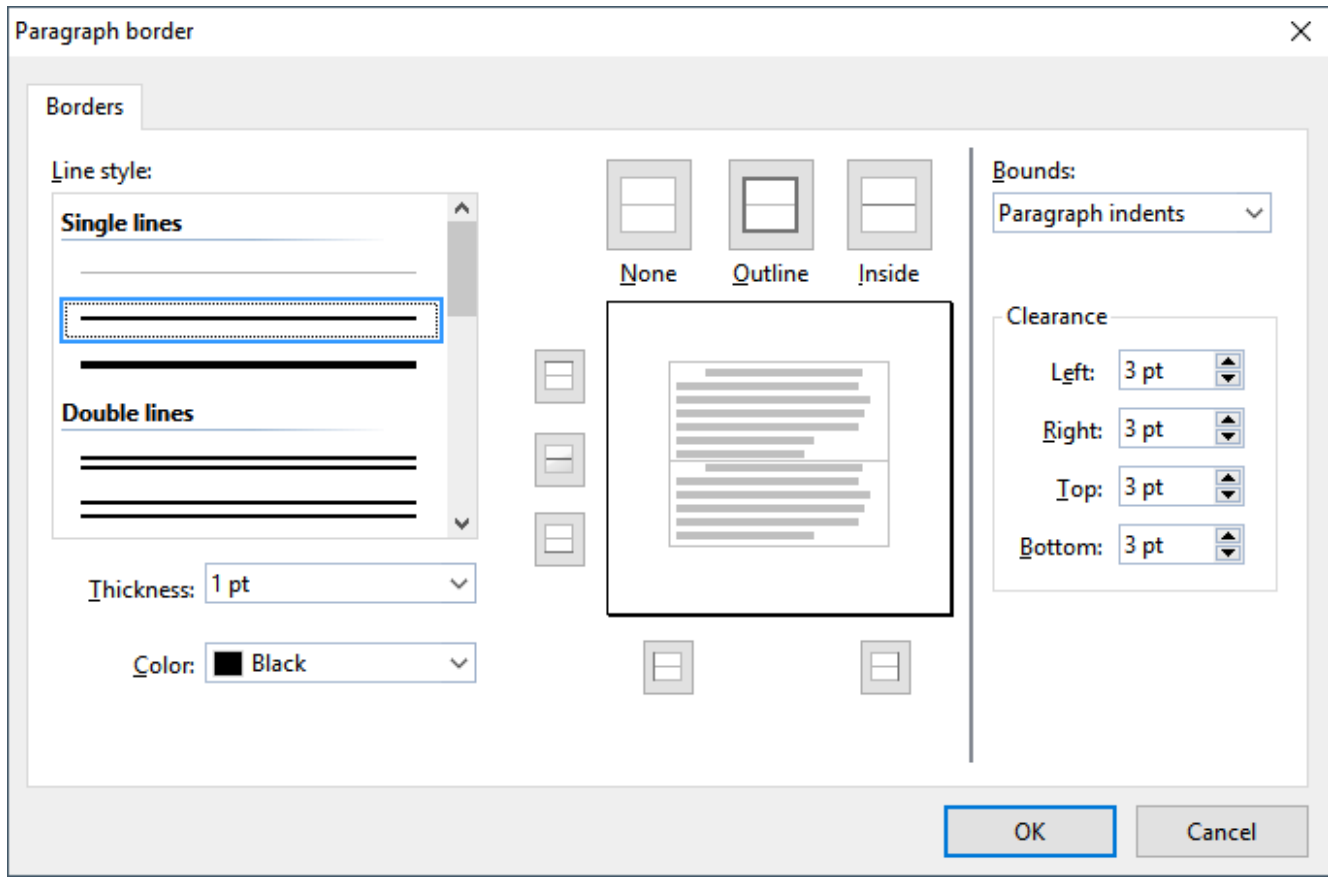 Paragraph border
Borders
Line style:
Single lines
Double lines
Thickness: 1 pt
Color: Black
None Outline Inside
Bounds:
Paragraph indents
Clearance
Left: 3 pt
Right: 3 pt
Top: 3 pt
Bottom: 3 pt
OK Cancel